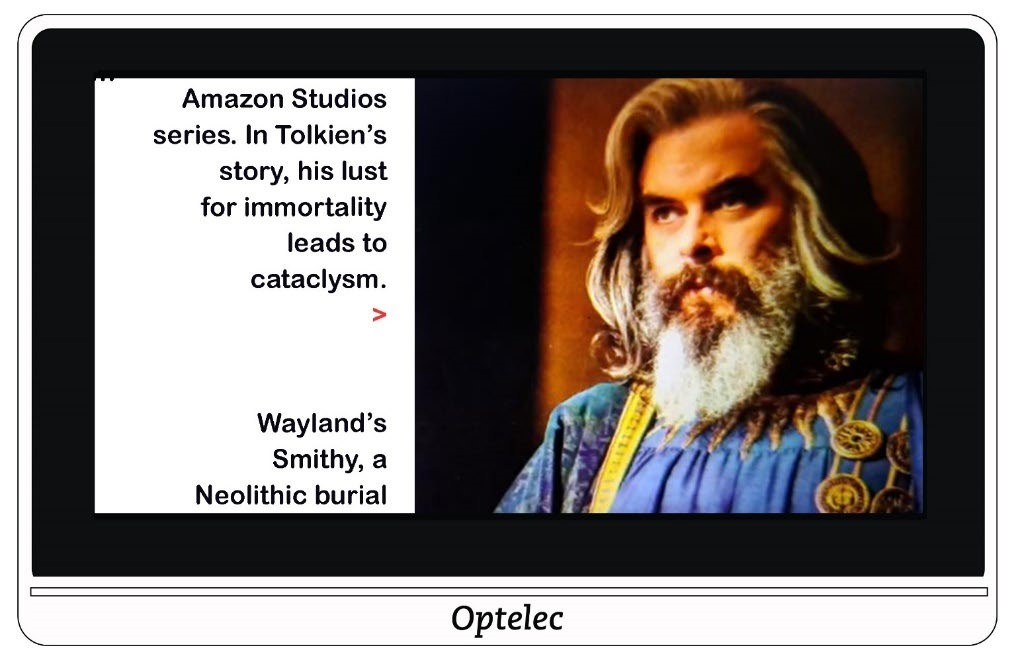 Amazon Studios
series. In Tolkien’s
story, his lust
for immortality
leads to
cataclysm.
>
Wayland’s
Smithy, a
Neolithic burial
Optelec